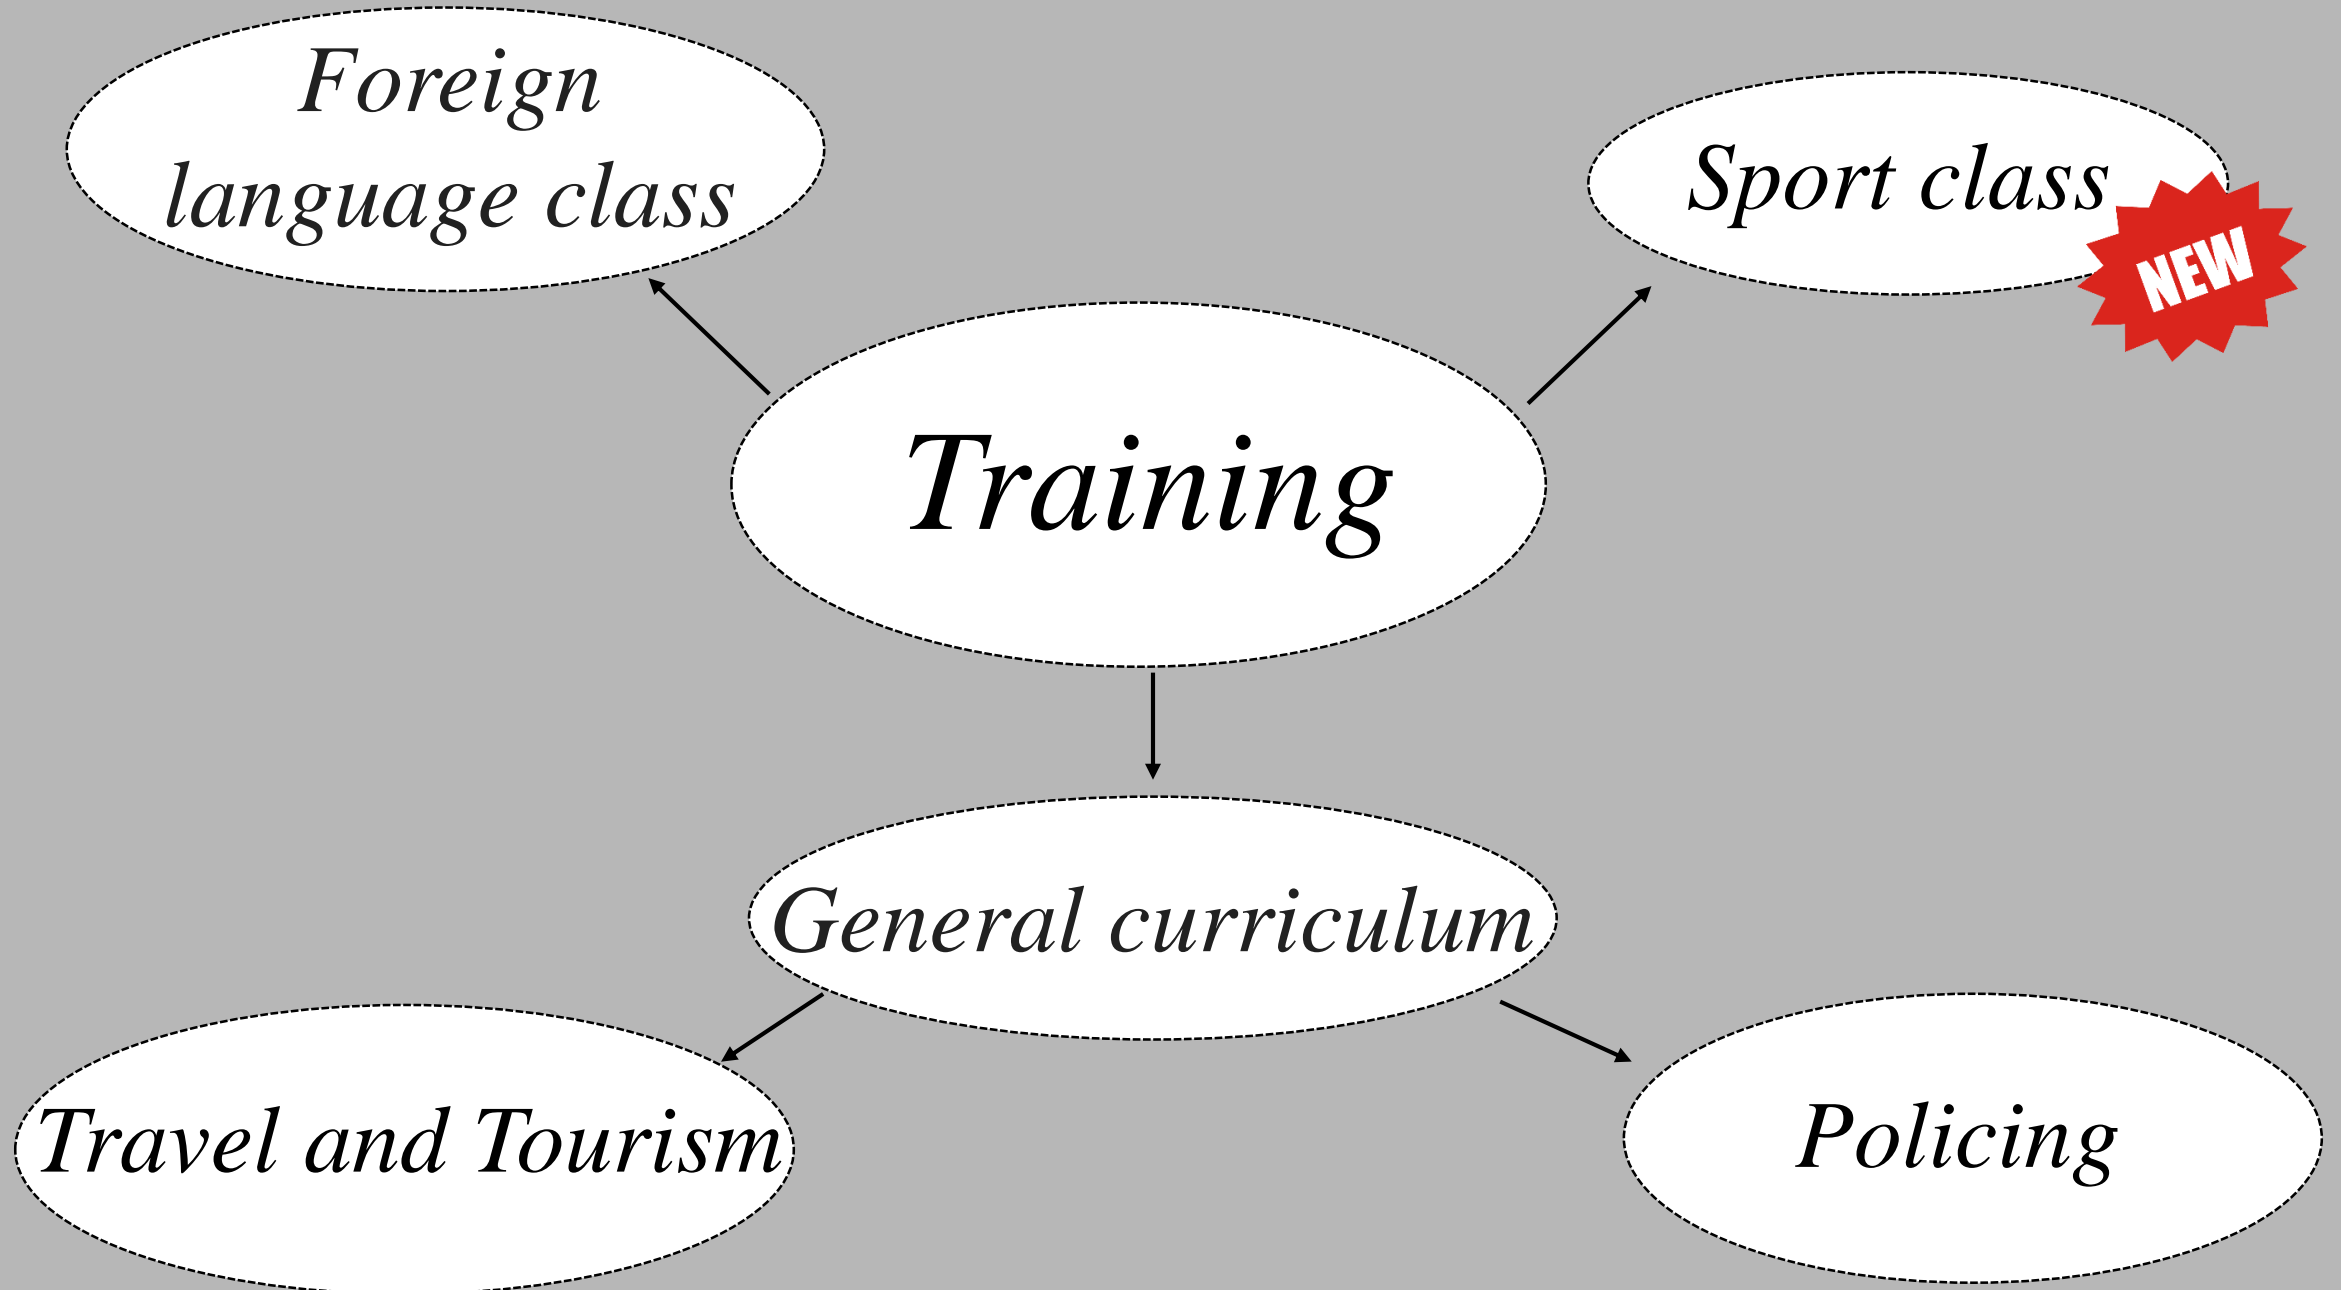 Foreign
language class
Sport class
NEW
Training
General curriculum
Travel and Tourism
Policing